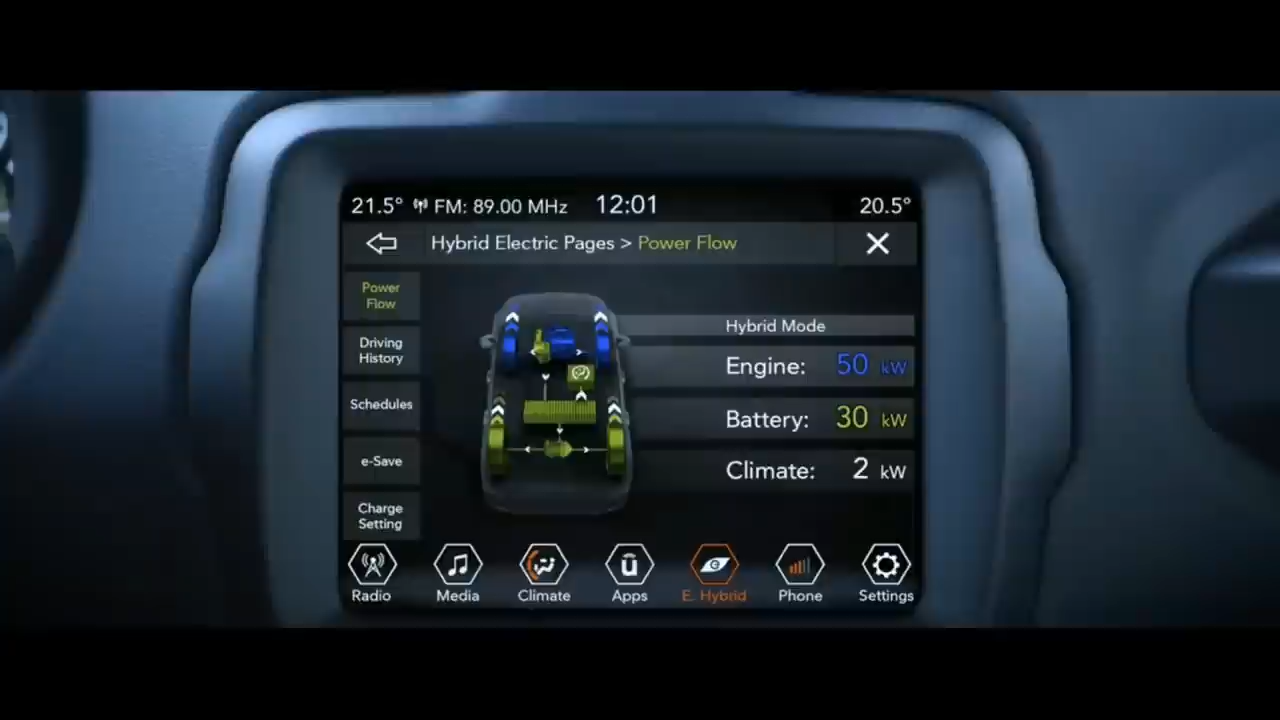 21.5° FM: 89.00 MHz 12:01 20.5°
Hybrid Electric Pages > Power Flow
Power
Flow
Driving
History
Schedules
e-Save
Charge
Setting
Hybrid Mode
Engine: 50 kW
Battery: 30 kW
Climate: 2 kW
Radio Media Climate Apps E. Hybrid Phone Settings